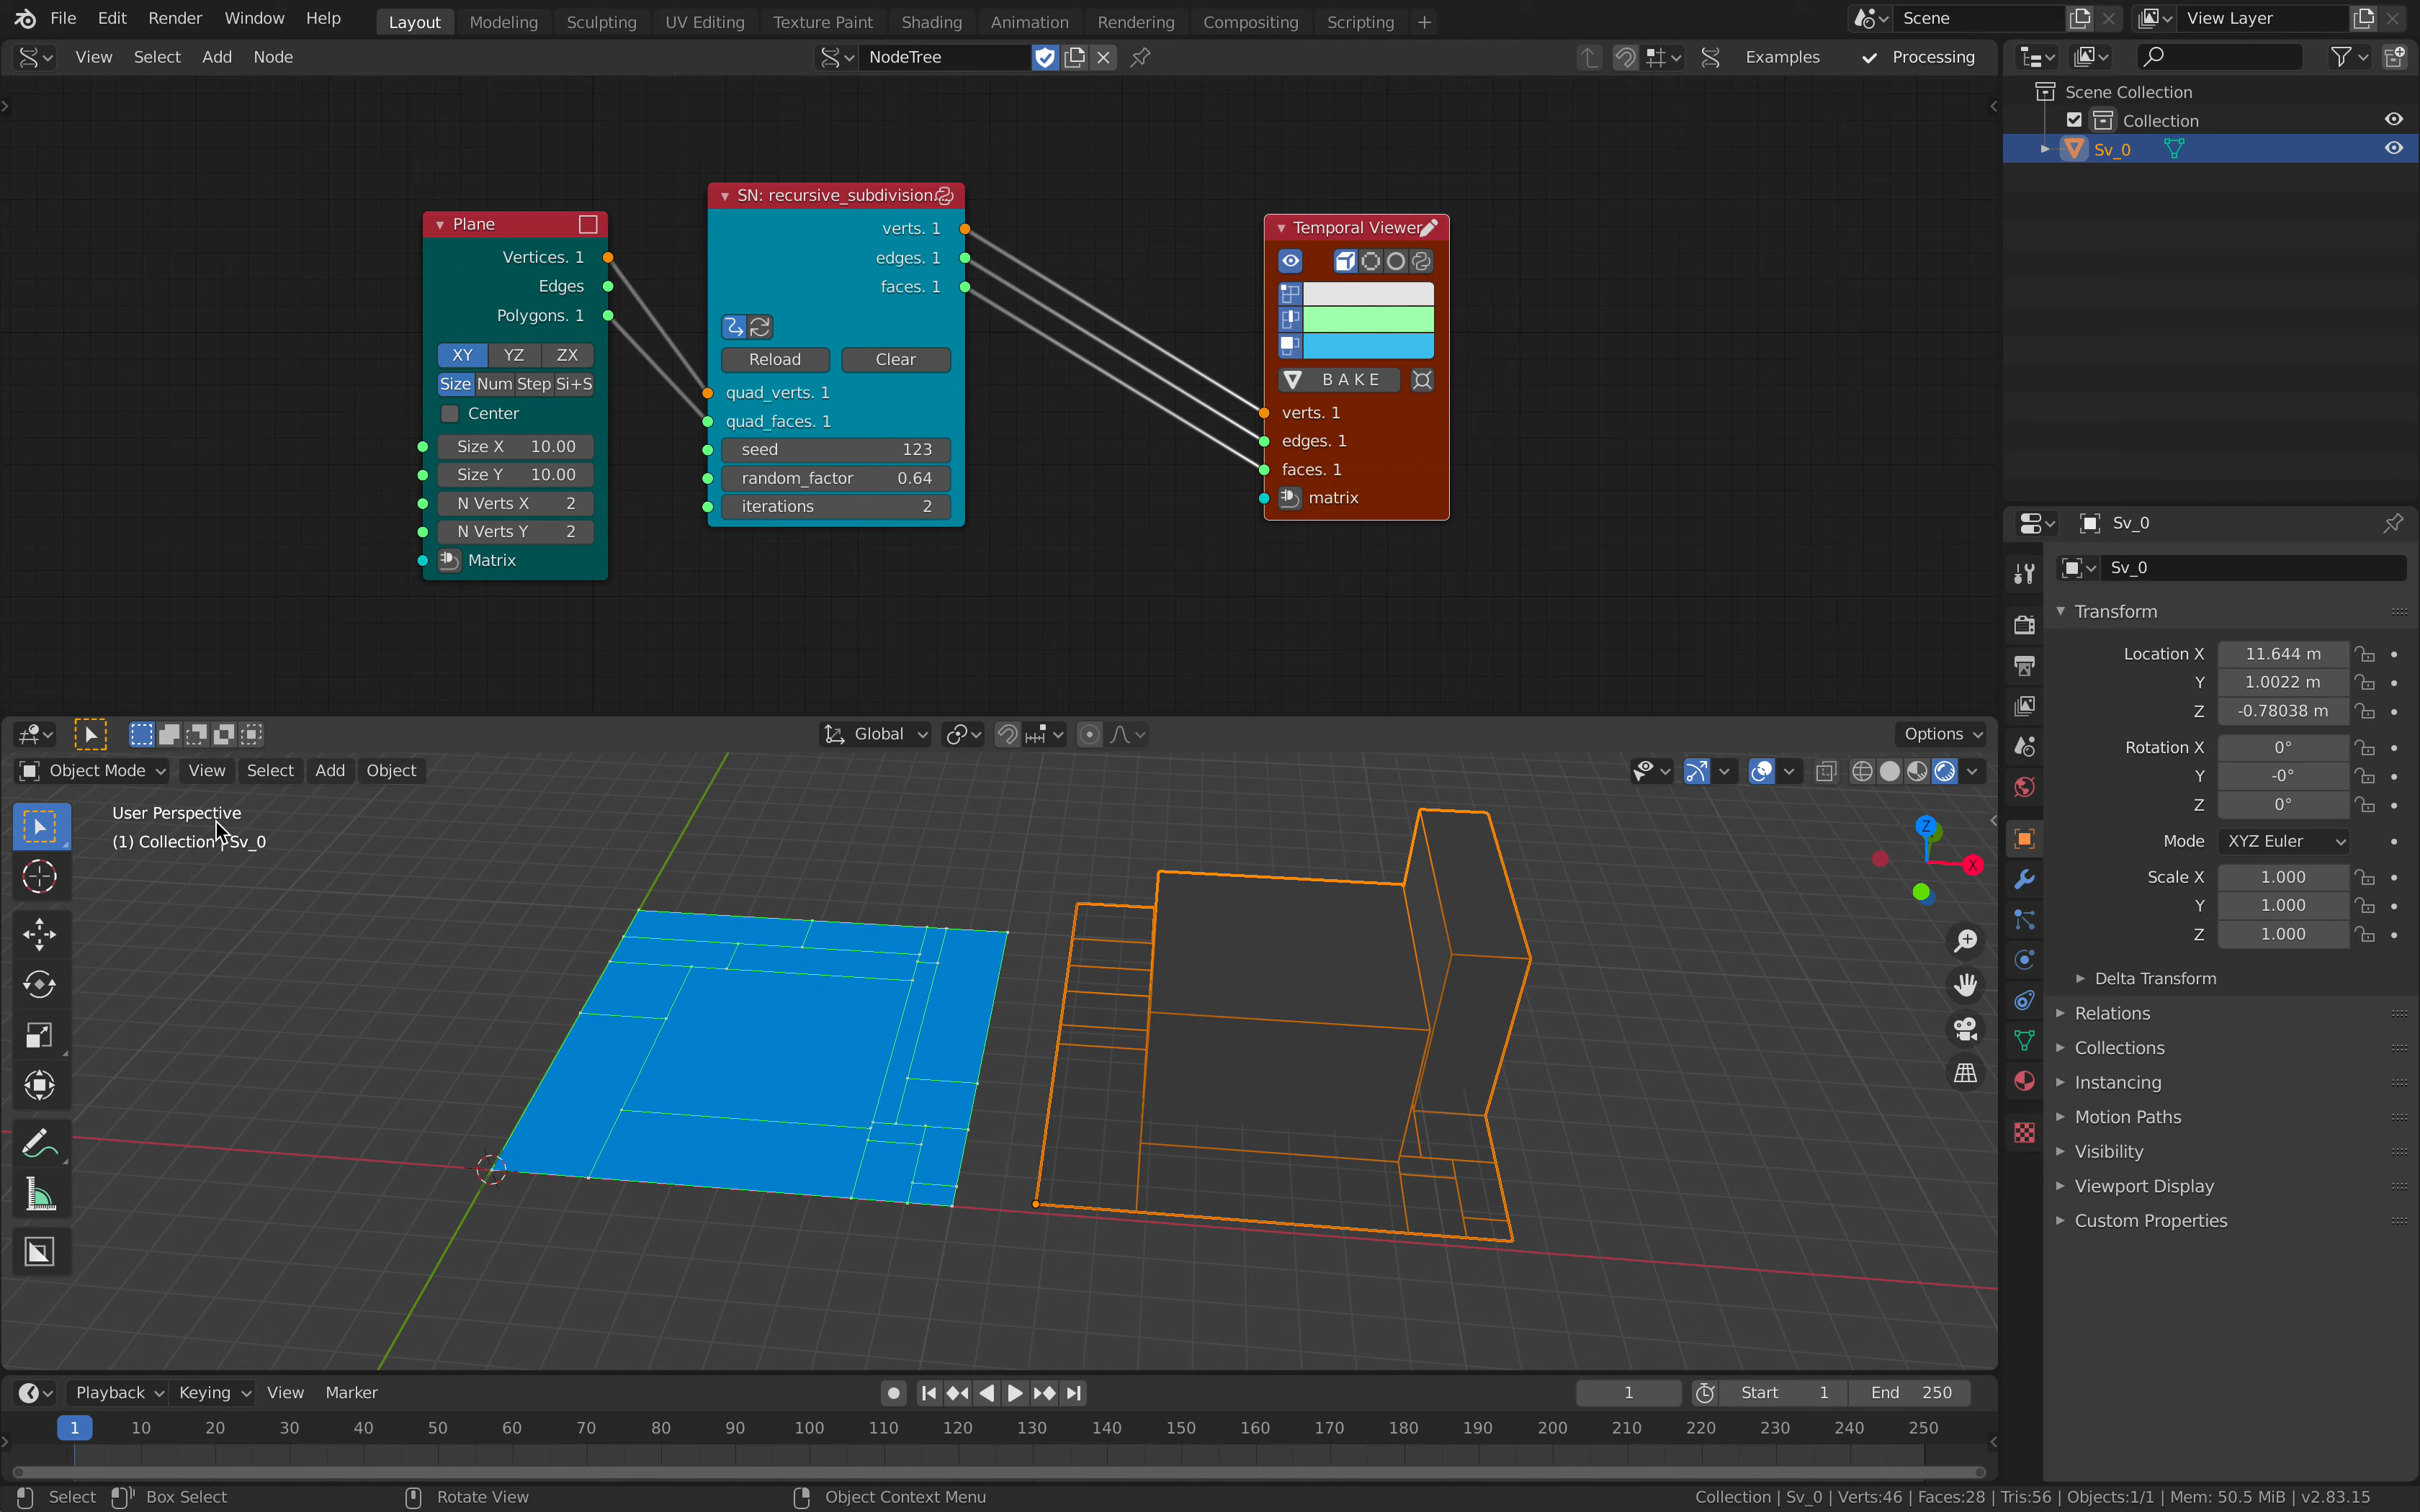 File Edit Render Window Help Layout Modeling Sculpting UV Editing Texture Paint Shading Animation Rendering Compositing Scripting + Scene View Layer
View Select Add Node NodeTree Examples Processing
Scene Collection
Collection
Sv_0
Plane
Vertices. 1
Edges
Polygons. 1
XY YZ ZX
Size Num Step Si+S
Center
Size X 10.00
Size Y 10.00
N Verts X 2
N Verts Y 2
Matrix
SN: recursive_subdivision
verts. 1
edges. 1
faces. 1
Reload Clear
quad_verts. 1
quad_faces. 1
seed 123
random_factor 0.64
iterations 2
Temporal Viewer
BAKE
verts. 1
edges. 1
faces. 1
matrix
Sv_0
Sv_0
Transform
Location X 11.644 m
Y 1.0022 m
Z -0.78038 m
Rotation X 0°
Y -0°
Z 0°
Mode XYZ Euler
Scale X 1.000
Y 1.000
Z 1.000
Delta Transform
Relations
Collections
Instancing
Motion Paths
Visibility
Viewport Display
Custom Properties
Global Options
Object Mode View Select Add Object
User Perspective
(1) Collection | Sv_0
Z
X
Playback Keying View Marker 1 Start 1 End 250
1 10 20 30 40 50 60 70 80 90 100 110 120 130 140 150 160 170 180 190 200 210 220 230 240 250
Select Box Select Rotate View Object Context Menu Collection | Sv_0 | Verts:46 | Faces:28 | Tris:56 | Objects:1/1 | Mem: 50.5 MiB | v2.83.15